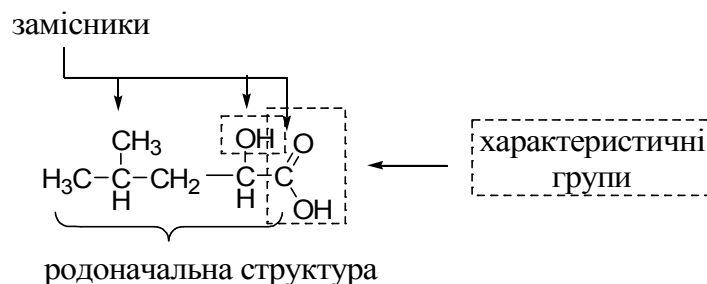 замісники
CH3
OH
O
H3C
C
H
CH2
C
H
C
OH
характеристичні
групи
родоначальна структура